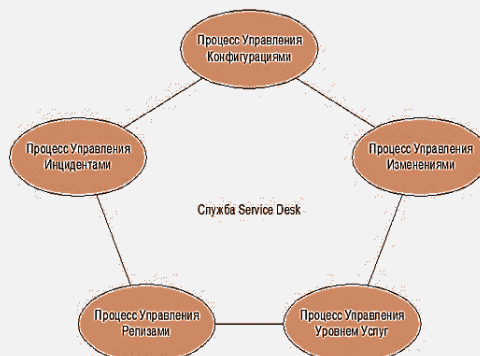 Процесс Управления
Конфигурациями
Процесс Управления
Инцидентами
Процесс Управления
Изменениями
Служба Service Desk
Процесс Управления
Релизами
Процесс Управления
Уровнем Услуг